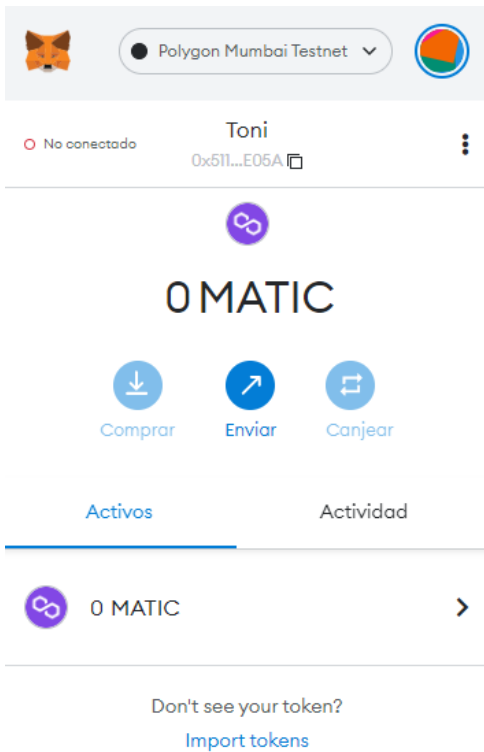 Polygon Mumbai Testnet
No conectado
Toni
0x511...E05A
0 MATIC
Comprar
Enviar
Canjear
Activos
Actividad
0 MATIC
Don't see your token?
Import tokens